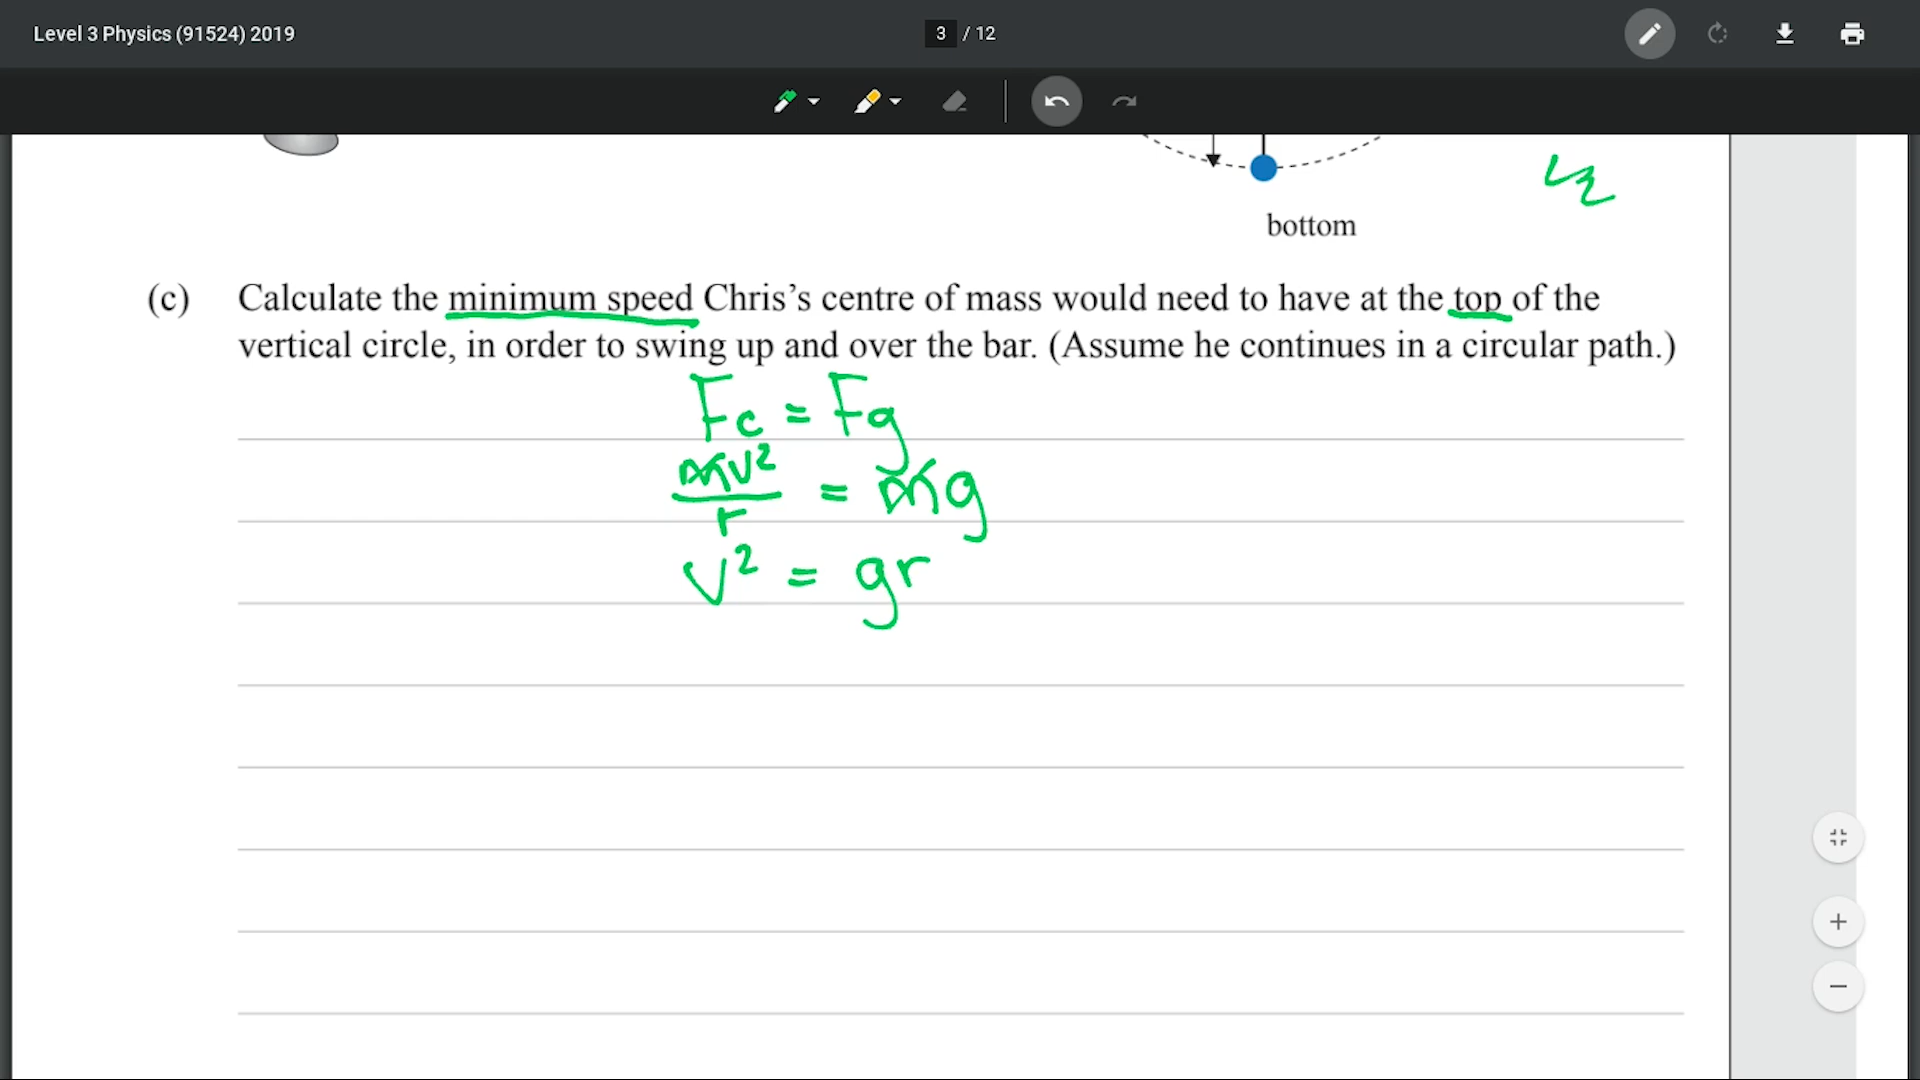 Level 3 Physics (91524) 2019
3 / 12
bottom
(c) Calculate the minimum speed Chris’s centre of mass would need to have at the top of the
vertical circle, in order to swing up and over the bar. (Assume he continues in a circular path.)
Fc = Fg
mv²/r = mg
v² = gr